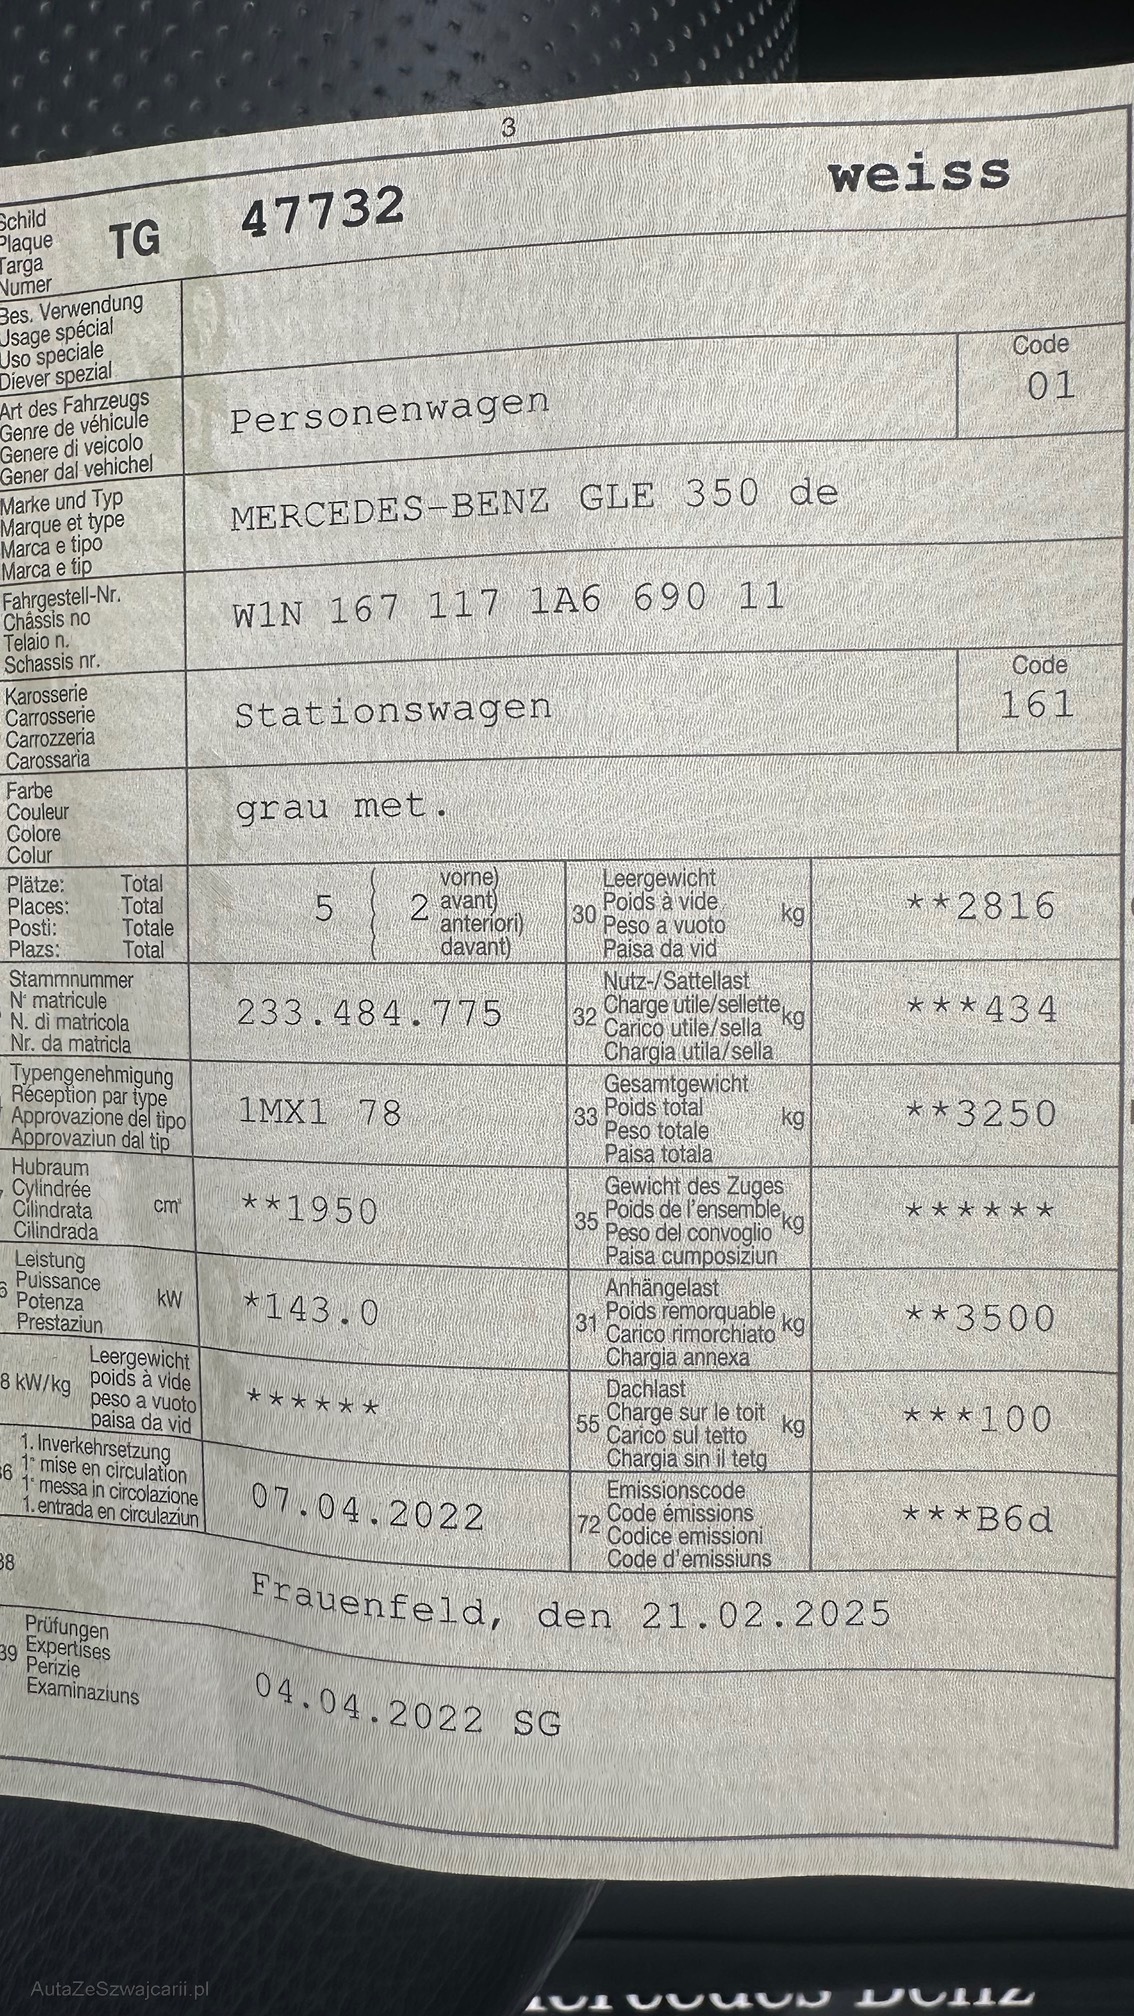 3
Schild
Plaque
Targa
Numer
TG 47732 weiss
Bes. Verwendung
Usage spécial
Uso speciale
Diever spezial
Art des Fahrzeugs
Genre de véhicule
Genere di veicolo
Gener dal vehichel
Personenwagen
Code
01
Marke und Typ
Marque et type
Marca e tipo
Marca e tip
MERCEDES-BENZ GLE 350 de
Fahrgestell-Nr.
Châssis no
Telaio n.
Schassis nr.
W1N 167 117 1A6 690 11
Karosserie
Carrosserie
Carrozzeria
Carossaria
Stationswagen
Code
161
Farbe
Couleur
Colore
Colur
grau met.
Plätze: Total
Places: Total
Posti: Totale
Plazs: Total
5 ( 2
vorne)
avant)
anteriori)
davant)
30
Leergewicht
Poids à vide
Peso a vuoto
Paisa da vid
kg
**2816
Stammnummer
N° matricule
N. di matricola
Nr. da matricla
233.484.775
32
Nutz-/Sattellast
Charge utile/sellette
Carico utile/sella
Chargia utila/sella
kg
***434
Typengenehmigung
Réception par type
Approvazione del tipo
Approvaziun dal tip
1MX1 78
33
Gesamtgewicht
Poids total
Peso totale
Paisa totala
kg
**3250
Hubraum
Cylindrée
Cilindrata
Cilindrada
cm³
**1950
35
Gewicht des Zuges
Poids de l'ensemble
Peso del convoglio
Paisa cumposiziun
kg
******
6
Leistung
Puissance
Potenza
Prestaziun
kW
*143.0
31
Anhängelast
Poids remorquable
Carico rimorchiato
Chargia annexa
kg
**3500
8 kW/kg
Leergewicht
poids à vide
peso a vuoto
paisa da vid
******
55
Dachlast
Charge sur le toit
Carico sul tetto
Chargia sin il tetg
kg
***100
36
1. Inverkehrsetzung
1re mise en circulation
1a messa in circolazione
1. entrada en circulaziun
07.04.2022
72
Emissionscode
Code émissions
Codice emissioni
Code d'emissiuns
***B6d
38
Frauenfeld, den 21.02.2025
39
Prüfungen
Expertises
Perizie
Examinaziuns
04.04.2022 SG
AutaZeSzwajcarii.pl